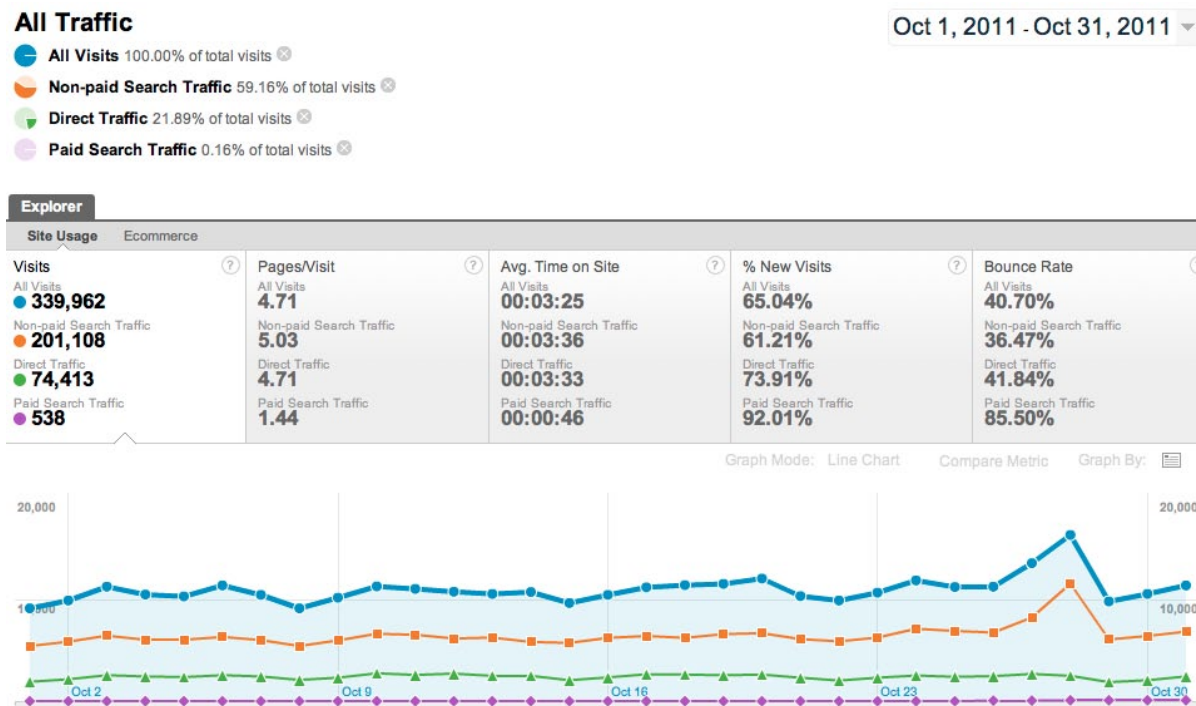 All Traffic
Oct 1, 2011 - Oct 31, 2011
All Visits 100.00% of total visits
Non-paid Search Traffic 59.16% of total visits
Direct Traffic 21.89% of total visits
Paid Search Traffic 0.16% of total visits
Explorer
Site Usage Ecommerce
Visits ?
All Visits
339,962
Non-paid Search Traffic
201,108
Direct Traffic
74,413
Paid Search Traffic
538
Pages/Visit ?
All Visits
4.71
Non-paid Search Traffic
5.03
Direct Traffic
4.71
Paid Search Traffic
1.44
Avg. Time on Site ?
All Visits
00:03:25
Non-paid Search Traffic
00:03:36
Direct Traffic
00:03:33
Paid Search Traffic
00:00:46
% New Visits ?
All Visits
65.04%
Non-paid Search Traffic
61.21%
Direct Traffic
73.91%
Paid Search Traffic
92.01%
Bounce Rate
All Visits
40.70%
Non-paid Search Traffic
36.47%
Direct Traffic
41.84%
Paid Search Traffic
85.50%
Graph Mode: Line Chart Compare Metric Graph By:
20,000 20,000
10,000 10,000
Oct 2 Oct 9 Oct 16 Oct 23 Oct 30